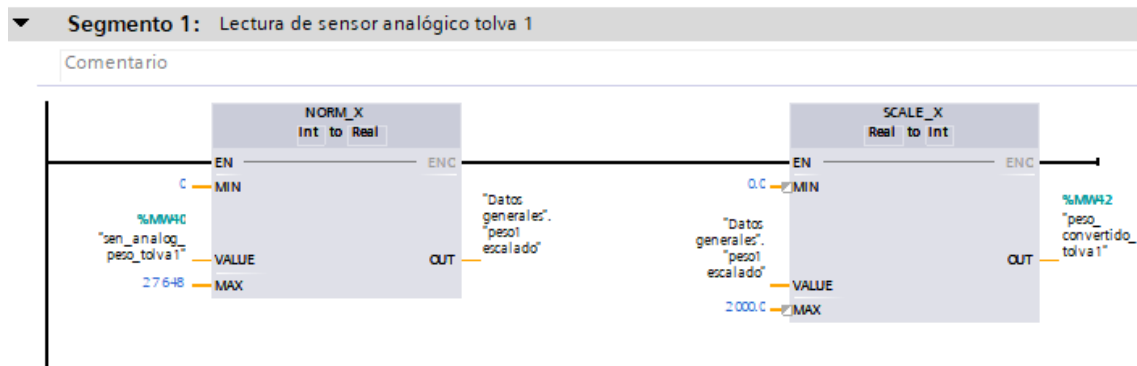 Segmento 1: Lectura de sensor analógico tolva 1
Comentario
NORM_X
Int to Real
EN
ENO
0
MIN
%MW40
"sen_analog_
peso_tolva1"
VALUE
27648
MAX
"Datos
generales".
"peso1
escalado"
OUT
SCALE_X
Real to Int
EN
ENO
0.0
MIN
"Datos
generales".
"peso1
escalado"
VALUE
2000.0
MAX
%MW42
"peso_
convertido_
tolva1"
OUT